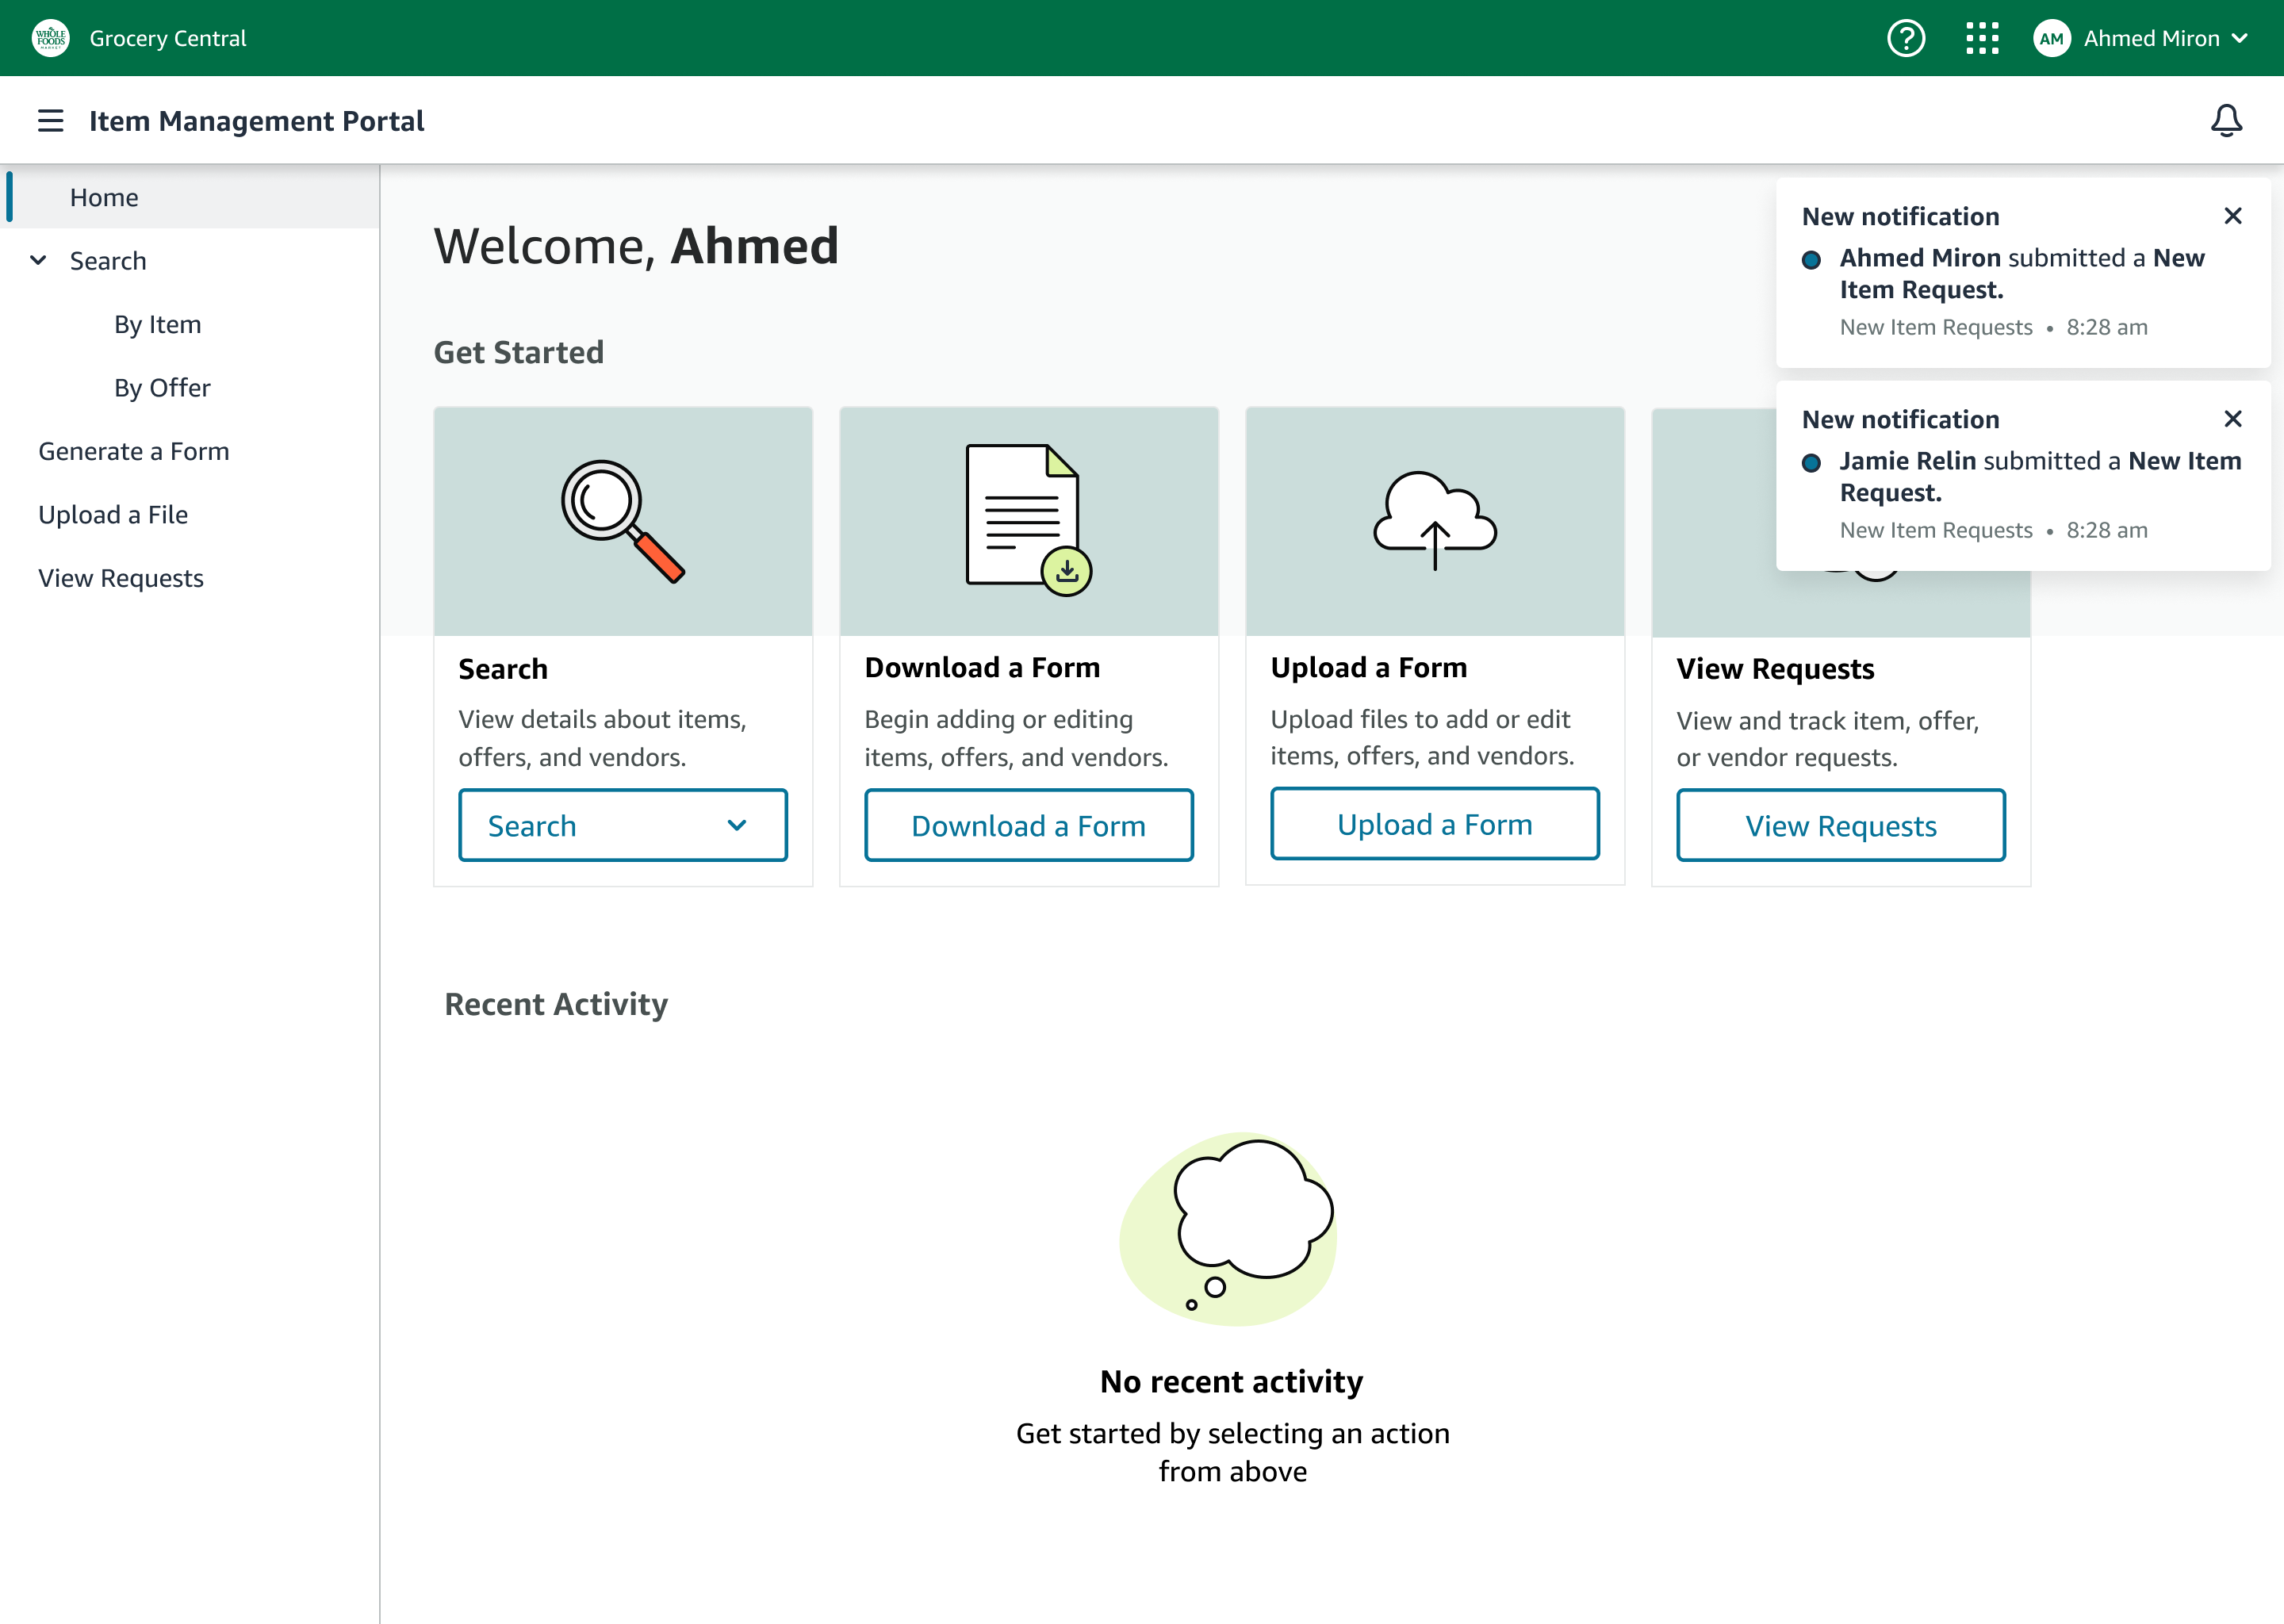 WHOLE
FOODS
MARKET
Grocery Central
AM
Ahmed Miron
Item Management Portal
Home
Search
By Item
By Offer
Generate a Form
Upload a File
View Requests
Welcome, Ahmed
Get Started
New notification
Ahmed Miron submitted a New
Item Request.
New Item Requests • 8:28 am
New notification
Jamie Relin submitted a New Item
Request.
New Item Requests • 8:28 am
Search
View details about items,
offers, and vendors.
Search
Download a Form
Begin adding or editing
items, offers, and vendors.
Download a Form
Upload a Form
Upload files to add or edit
items, offers, and vendors.
Upload a Form
View Requests
View and track item, offer,
or vendor requests.
View Requests
Recent Activity
No recent activity
Get started by selecting an action
from above